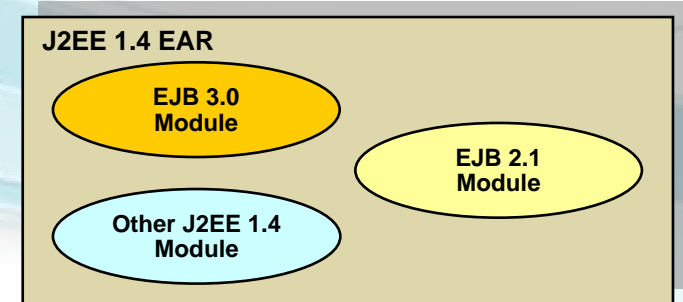 J2EE 1.4 EAR
EJB 3.0
Module
EJB 2.1
Module
Other J2EE 1.4
Module